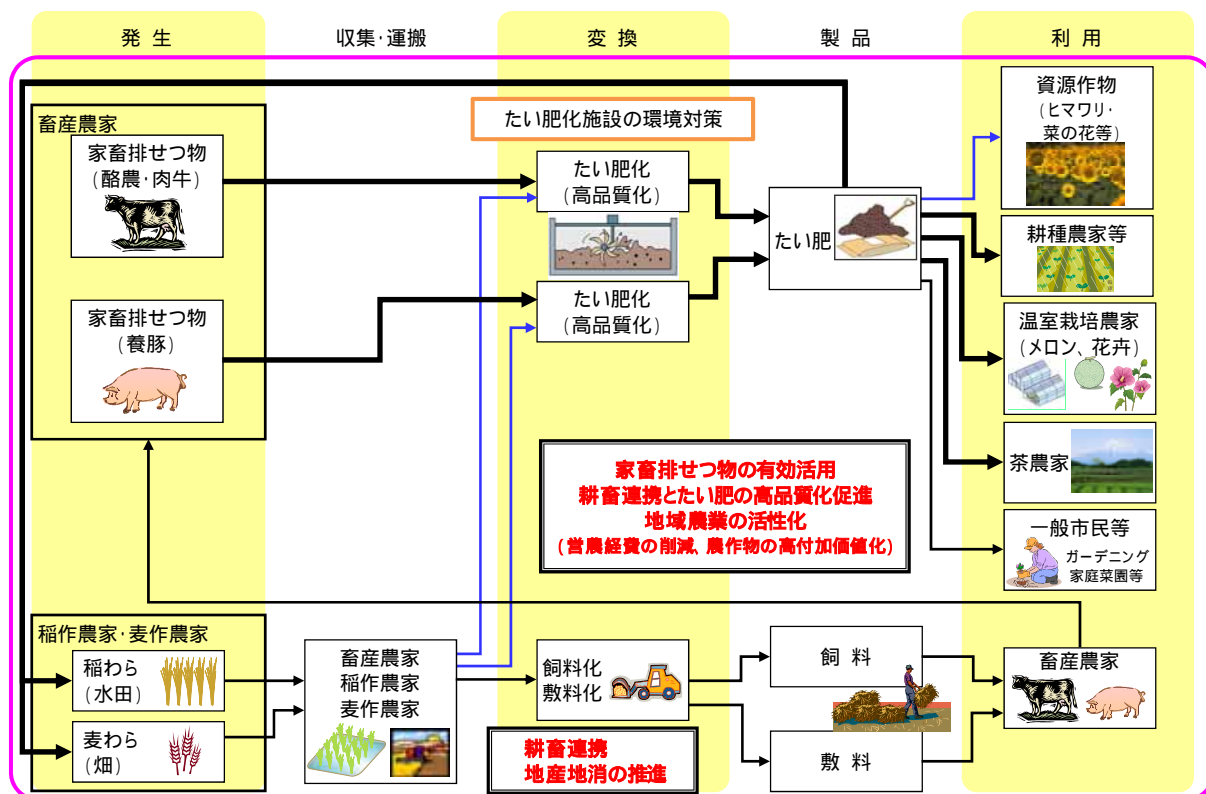 発 生
収集・運搬
変 換
製 品
利 用
畜産農家
家畜排せつ物
(酪農・肉牛)
家畜排せつ物
(養豚)
たい肥化施設の環境対策
たい肥化
(高品質化)
たい肥化
(高品質化)
たい肥
資源作物
(ヒマワリ・
菜の花等)
耕種農家等
温室栽培農家
(メロン、花卉)
茶農家
一般市民等
ガーデニング
家庭菜園等
家畜排せつ物の有効活用
耕畜連携とたい肥の高品質化促進
地域農業の活性化
(営農経費の削減、農作物の高付加価値化)
稲作農家・麦作農家
稲わら
(水田)
麦わら
(畑)
畜産農家
稲作農家
麦作農家
飼料化
敷料化
飼 料
敷 料
畜産農家
耕畜連携
地産地消の推進